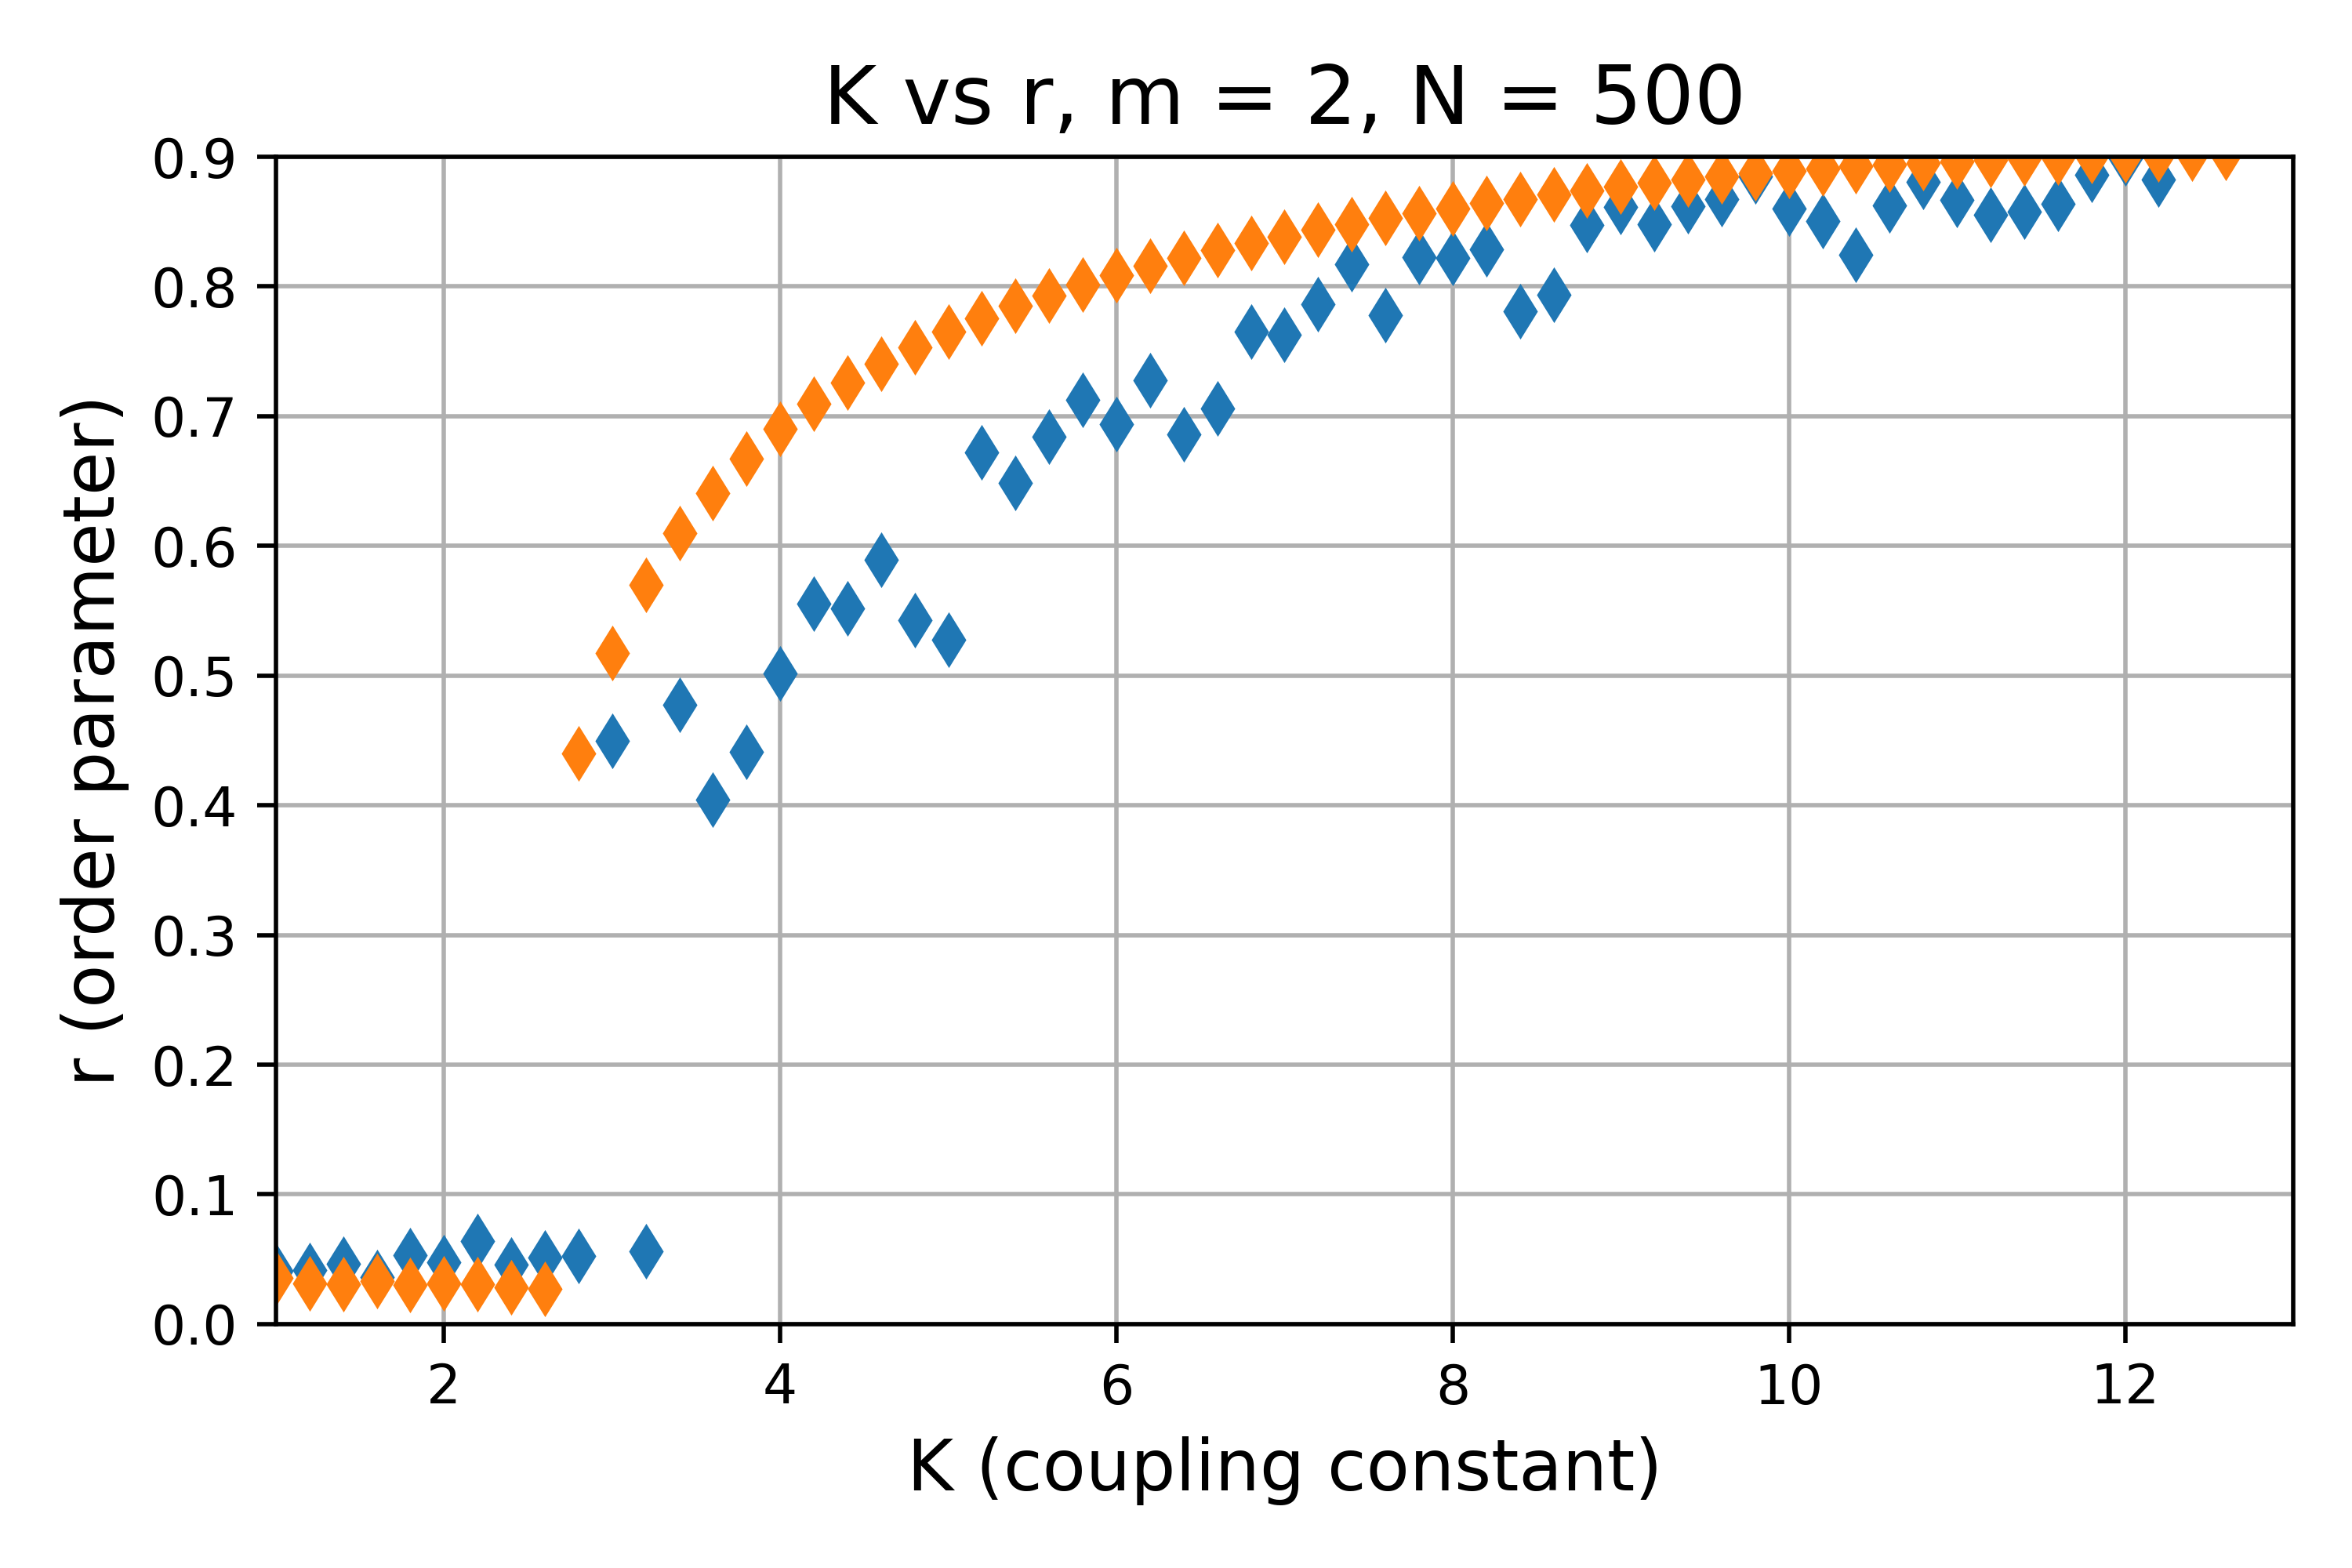 K vs r, m = 2, N = 500
r (order parameter)
0.9
0.8
0.7
0.6
0.5
0.4
0.3
0.2
0.1
0.0
2 4 6 8 10 12
K (coupling constant)